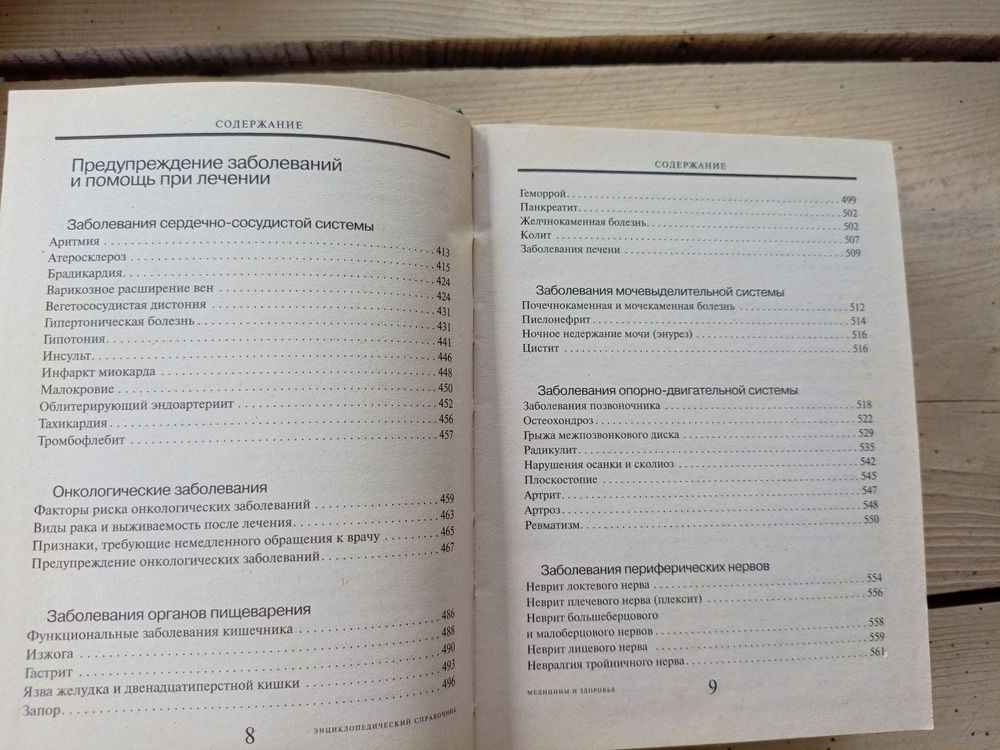 СОДЕРЖАНИЕ
Предупреждение заболеваний
и помощь при лечении
Заболевания сердечно-сосудистой системы
Аритмия 413
Атеросклероз 415
Брадикардия 424
Варикозное расширение вен 424
Вегетососудистая дистония 431
Гипертоническая болезнь 431
Гипотония 441
Инсульт 446
Инфаркт миокарда 448
Малокровие 450
Облитерирующий эндоартериит 452
Тахикардия 456
Тромбофлебит 457
Онкологические заболевания
Факторы риска онкологических заболеваний 459
Виды рака и выживаемость после лечения 463
Признаки, требующие немедленного обращения к врачу 465
Предупреждение онкологических заболеваний 467
Заболевания органов пищеварения
Функциональные заболевания кишечника 486
Изжога 488
Гастрит 490
Язва желудка и двенадцатиперстной кишки 493
Запор 496
8 ЭНЦИКЛОПЕДИЧЕСКИЙ СПРАВОЧНИК
СОДЕРЖАНИЕ
Геморрой 499
Панкреатит 502
Желчнокаменная болезнь 502
Колит 507
Заболевания печени 509
Заболевания мочевыделительной системы
Почечнокаменная и мочекаменная болезнь 512
Пиелонефрит 514
Ночное недержание мочи (энурез) 516
Цистит 516
Заболевания опорно-двигательной системы
Заболевания позвоночника 518
Остеохондроз 522
Грыжа межпозвонкового диска 529
Радикулит 535
Нарушения осанки и сколиоз 542
Плоскостопие 545
Артрит 547
Артроз 548
Ревматизм 550
Заболевания периферических нервов
Неврит локтевого нерва 554
Неврит плечевого нерва (плексит) 556
Неврит большеберцового
и малоберцового нервов 558
Неврит лицевого нерва 559
Невралгия тройничного нерва 561
МЕДИЦИНЫ И ЗДОРОВЬЯ 9